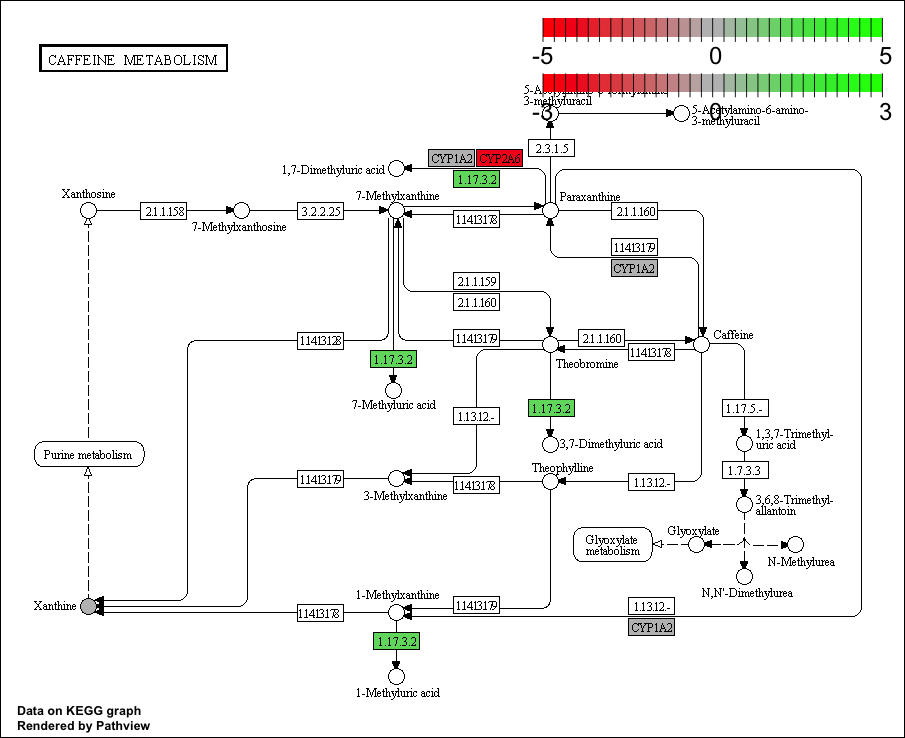 CAFFEINE METABOLISM
-5 0 5
-3 0 3
3-methyluracil
5-Acetylamino-6-amino-
3-methyluracil
2.3.1.5
CYP1A2 CYP2A6
1,7-Dimethyluric acid
1.17.3.2
Xanthosine
7-Methylxanthine
Paraxanthine
2.1.1.158
3.2.2.25
2.1.1.160
7-Methylxanthosine
1.14.13.178
1.14.13.179
CYP1A2
2.1.1.159
2.1.1.160
1.14.13.128
1.14.13.179
2.1.1.160
Caffeine
1.14.13.178
1.17.3.2
Theobromine
7-Methyluric acid
1.17.3.2
1.17.5.-
1.13.12.-
1,3,7-Trimethyl-
uric acid
3,7-Dimethyluric acid
Purine metabolism
Theophylline
1.7.3.3
1.14.13.179
3-Methylxanthine
1.14.13.178
1.13.12.-
3,6,8-Trimethyl-
allantoin
Glyoxylate
metabolism
Glyoxylate
N-Methylurea
N,N'-Dimethylurea
1-Methylxanthine
Xanthine
1.14.13.178
1.14.13.179
1.13.12.-
CYP1A2
1.17.3.2
1-Methyluric acid
Data on KEGG graph
Rendered by Pathview